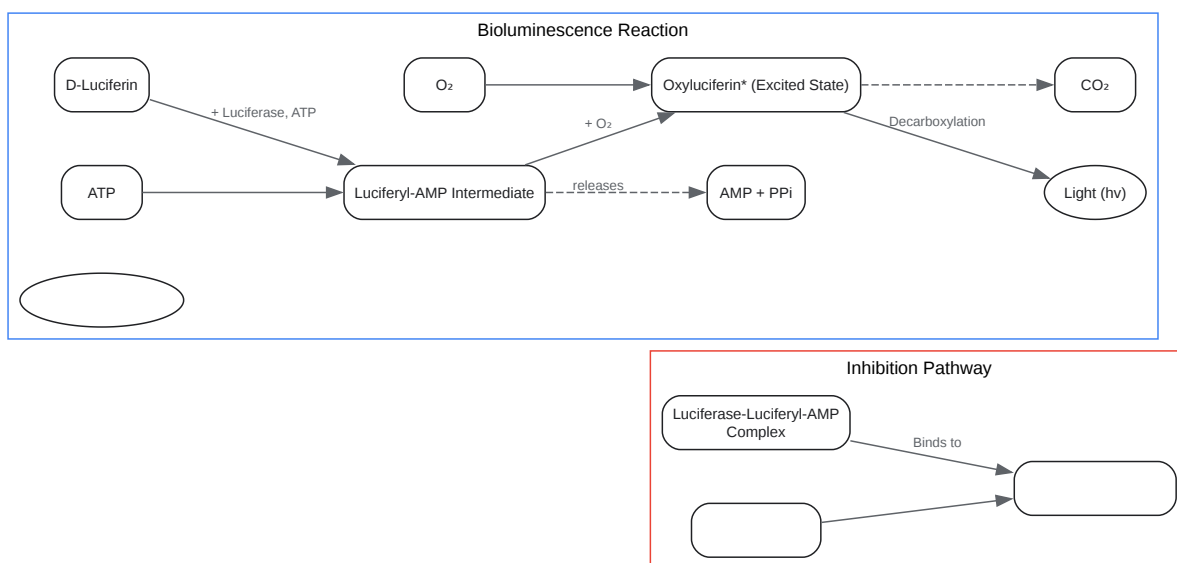 Bioluminescence Reaction
D-Luciferin
O₂
Oxyluciferin* (Excited State)
CO₂
+ Luciferase, ATP
+ O₂
Decarboxylation
ATP
Luciferyl-AMP Intermediate
releases
AMP + PPi
Light (hv)
Inhibition Pathway
Luciferase-Luciferyl-AMP
Complex
Binds to